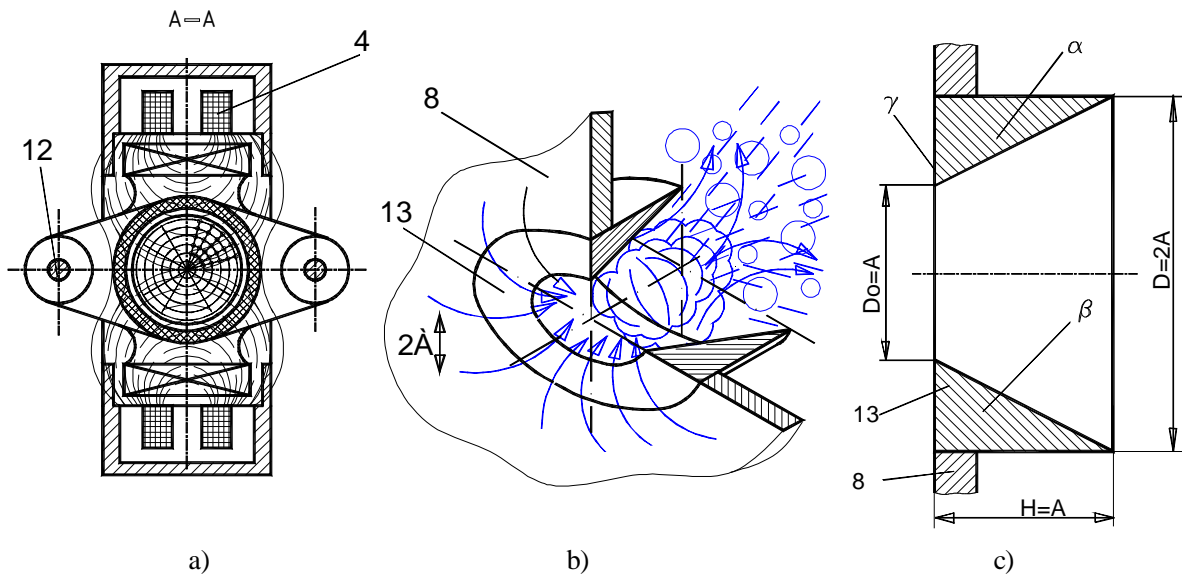 A–A
4
12
a)
8
13
2À
b)
γ
α
Do=A
D=2A
β
13
8
H=A
c)